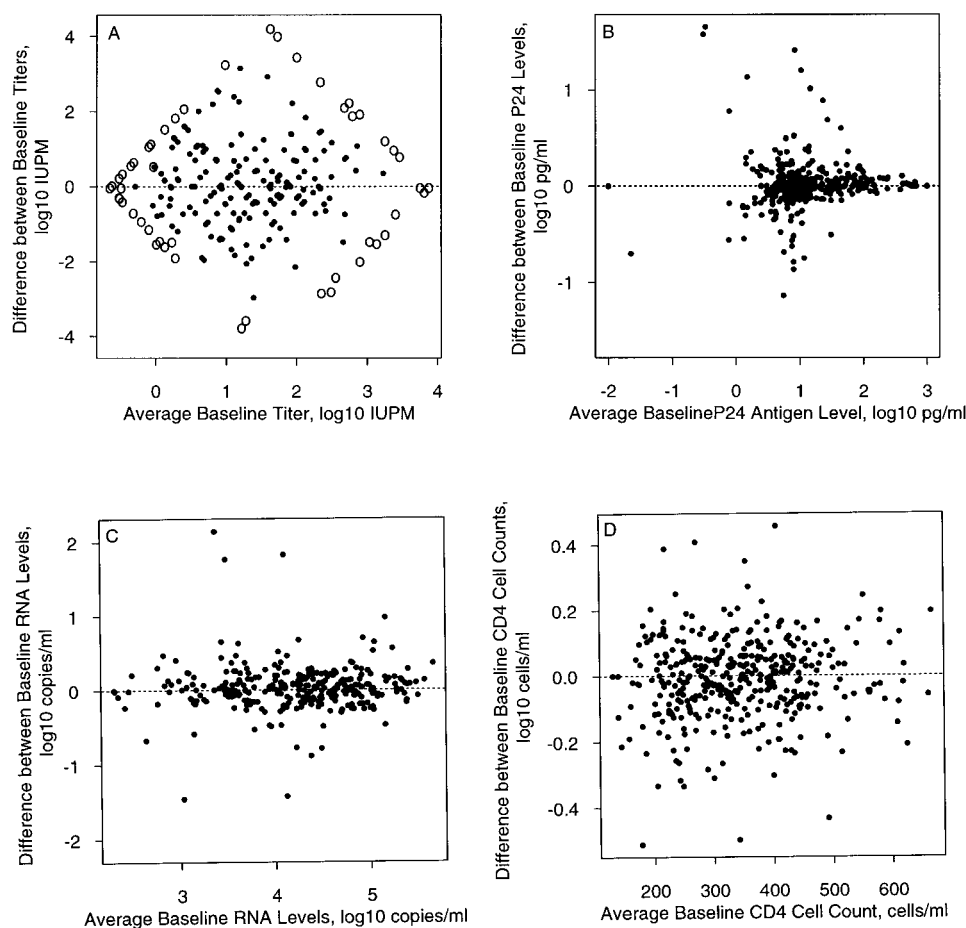 A
Difference between Baseline Titers,
log10 IUPM
4
2
0
-2
-4
0 1 2 3 4
Average Baseline Titer, log10 IUPM
B
Difference between Baseline P24 Levels,
log10 pg/ml
1
0
-1
-2 -1 0 1 2 3
Average BaselineP24 Antigen Level, log10 pg/ml
C
Difference between Baseline RNA Levels,
log10 copies/ml
2
1
0
-1
-2
3 4 5
Average Baseline RNA Levels, log10 copies/ml
D
Difference between Baseline CD4 Cell Counts,
log10 cells/ml
0.4
0.2
0.0
-0.2
-0.4
200 300 400 500 600
Average Baseline CD4 Cell Count, cells/ml